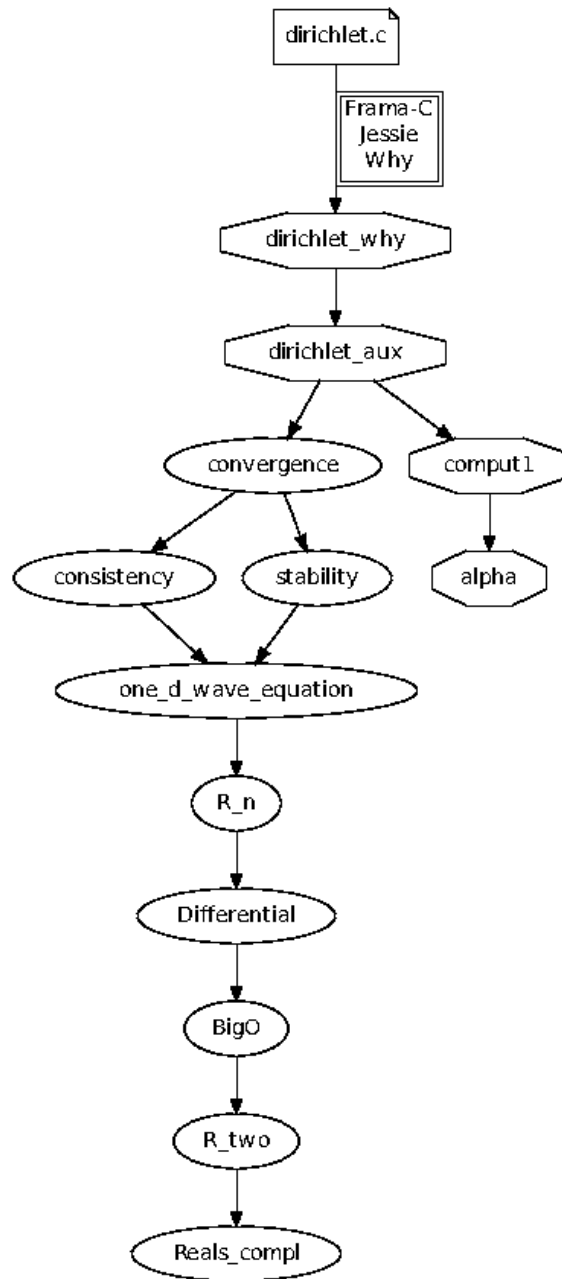 dirichlet.c
Frama-C
Jessie
Why
dirichlet_why
dirichlet_aux
convergence
comput1
consistency
stability
alpha
one_d_wave_equation
R_n
Differential
BigO
R_two
Reals_compl